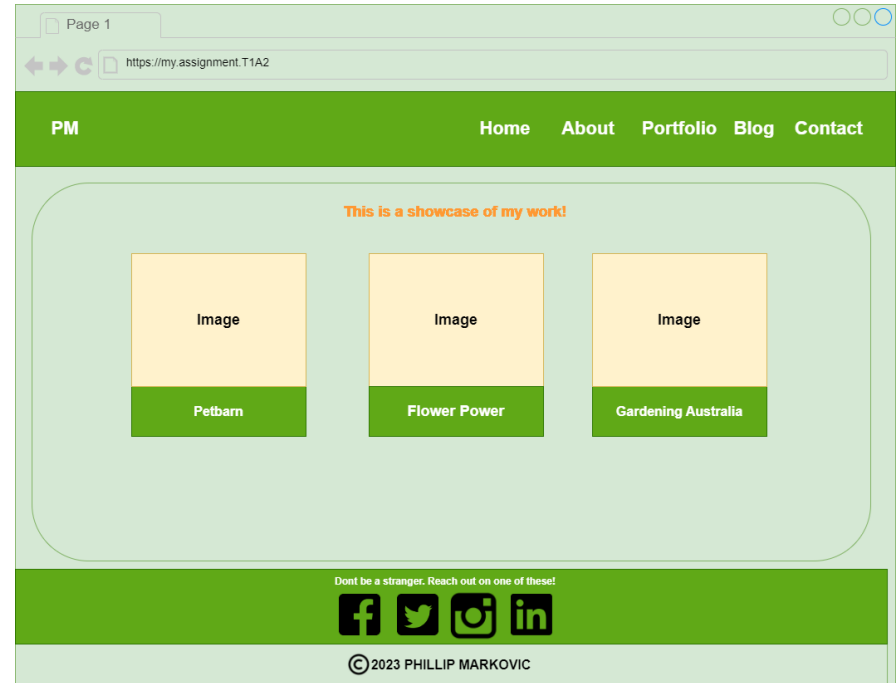 Page 1
https://my.assignment.T1A2
PM Home About Portfolio Blog Contact
This is a showcase of my work!
Image Image Image
Petbarn Flower Power Gardening Australia
Dont be a stranger. Reach out on one of these!
©2023 PHILLIP MARKOVIC